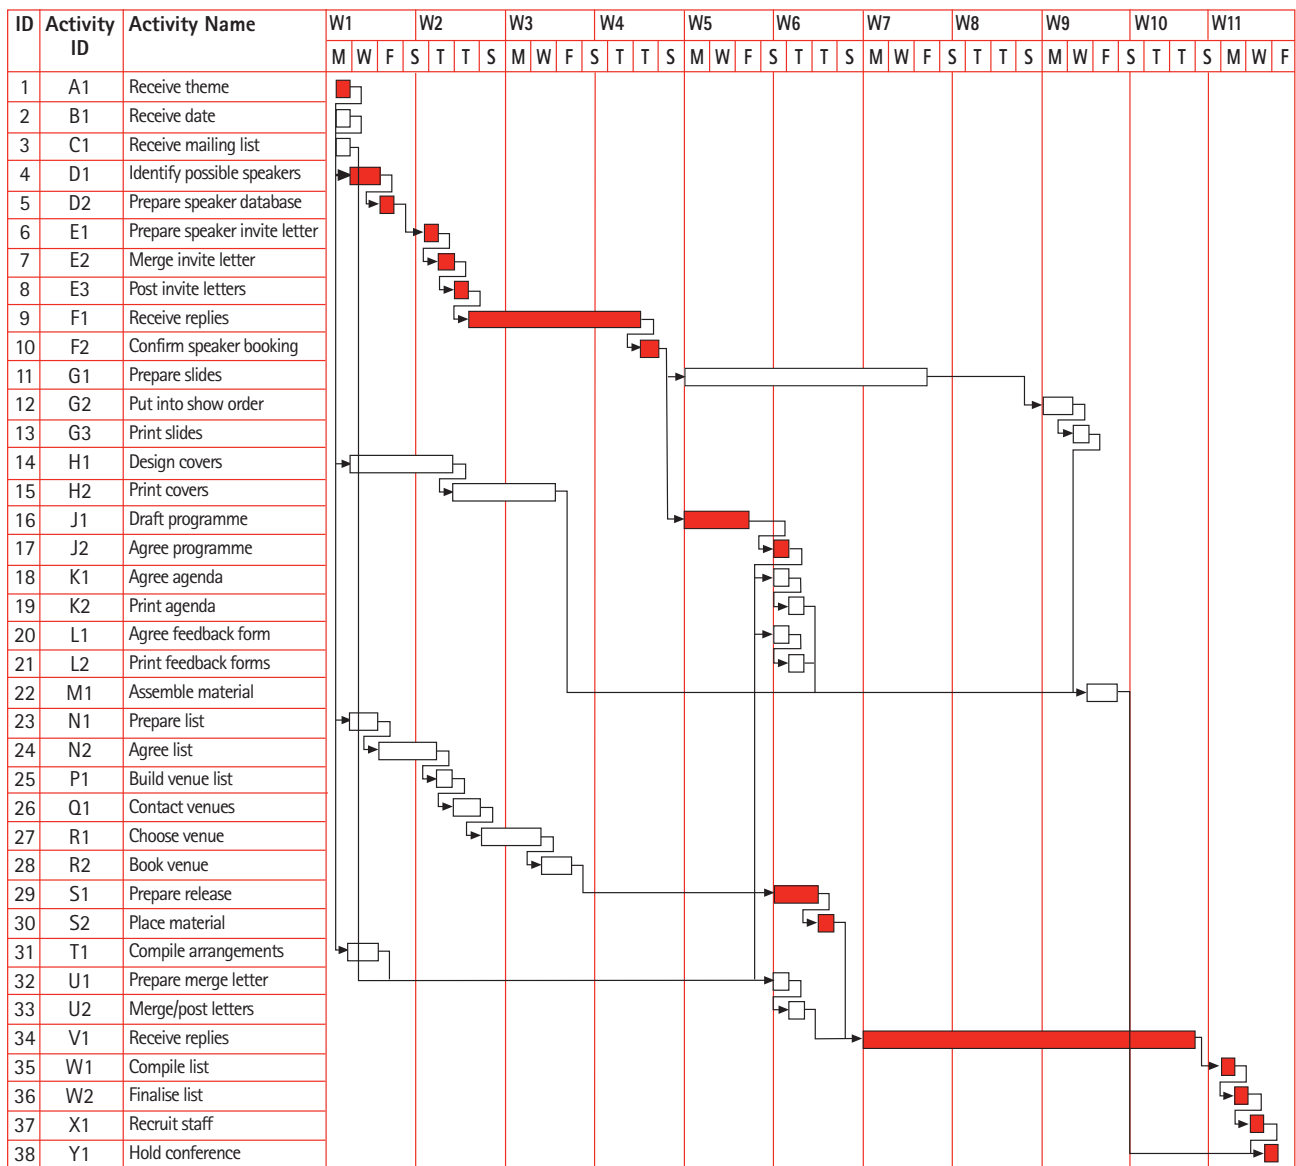 ID Activity ID Activity Name W1 W2 W3 W4 W5 W6 W7 W8 W9 W10 W11
M W F S T T S M W F S T T S M W F S T T S M W F S T T S M W F S T T S M W F
1 A1 Receive theme
2 B1 Receive date
3 C1 Receive mailing list
4 D1 Identify possible speakers
5 D2 Prepare speaker database
6 E1 Prepare speaker invite letter
7 E2 Merge invite letter
8 E3 Post invite letters
9 F1 Receive replies
10 F2 Confirm speaker booking
11 G1 Prepare slides
12 G2 Put into show order
13 G3 Print slides
14 H1 Design covers
15 H2 Print covers
16 J1 Draft programme
17 J2 Agree programme
18 K1 Agree agenda
19 K2 Print agenda
20 L1 Agree feedback form
21 L2 Print feedback forms
22 M1 Assemble material
23 N1 Prepare list
24 N2 Agree list
25 P1 Build venue list
26 Q1 Contact venues
27 R1 Choose venue
28 R2 Book venue
29 S1 Prepare release
30 S2 Place material
31 T1 Compile arrangements
32 U1 Prepare merge letter
33 U2 Merge/post letters
34 V1 Receive replies
35 W1 Compile list
36 W2 Finalise list
37 X1 Recruit staff
38 Y1 Hold conference